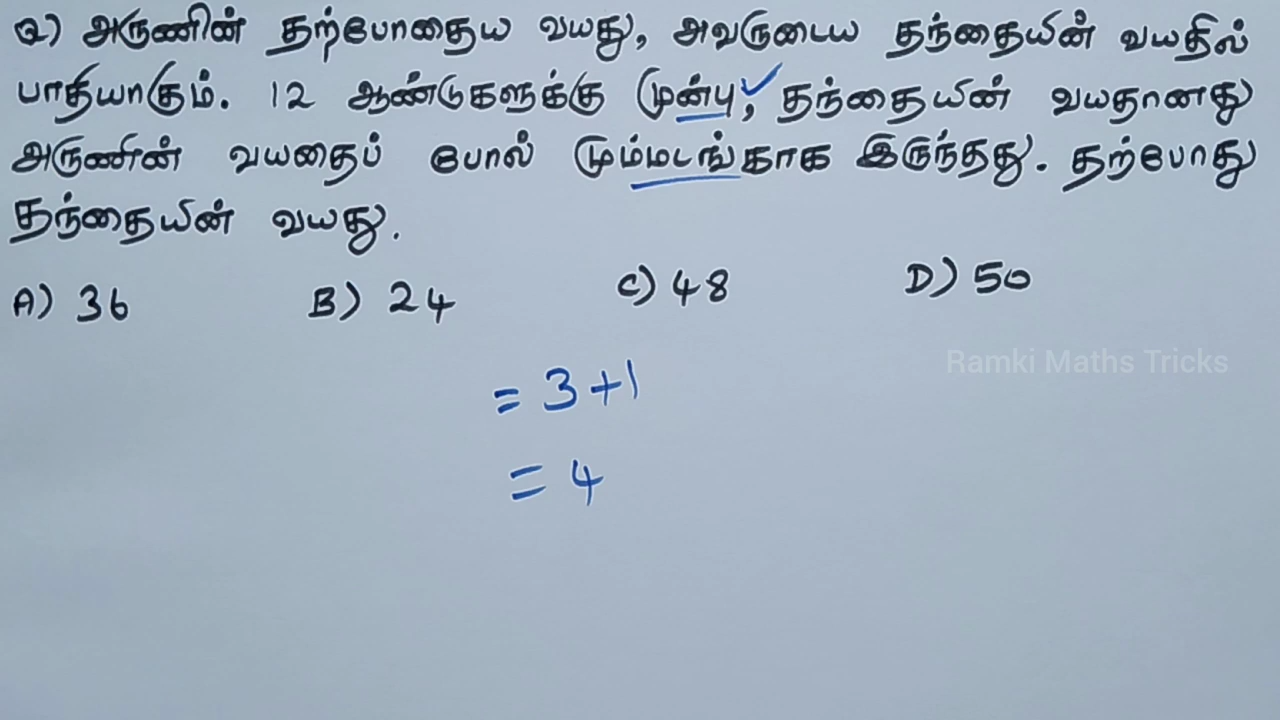 Q) அருணின் தற்போதைய வயது, அவருடைய தந்தையின் வயதில்
பாதியாகும். 12 ஆண்டுகளுக்கு முன்பு, தந்தையின் வயதானது
அருணின் வயதைப் போல் மும்மடங்காக இருந்தது. தற்போது
தந்தையின் வயது.
A) 36 B) 24 C) 48 D) 50
Ramki Maths Tricks
= 3+1
= 4